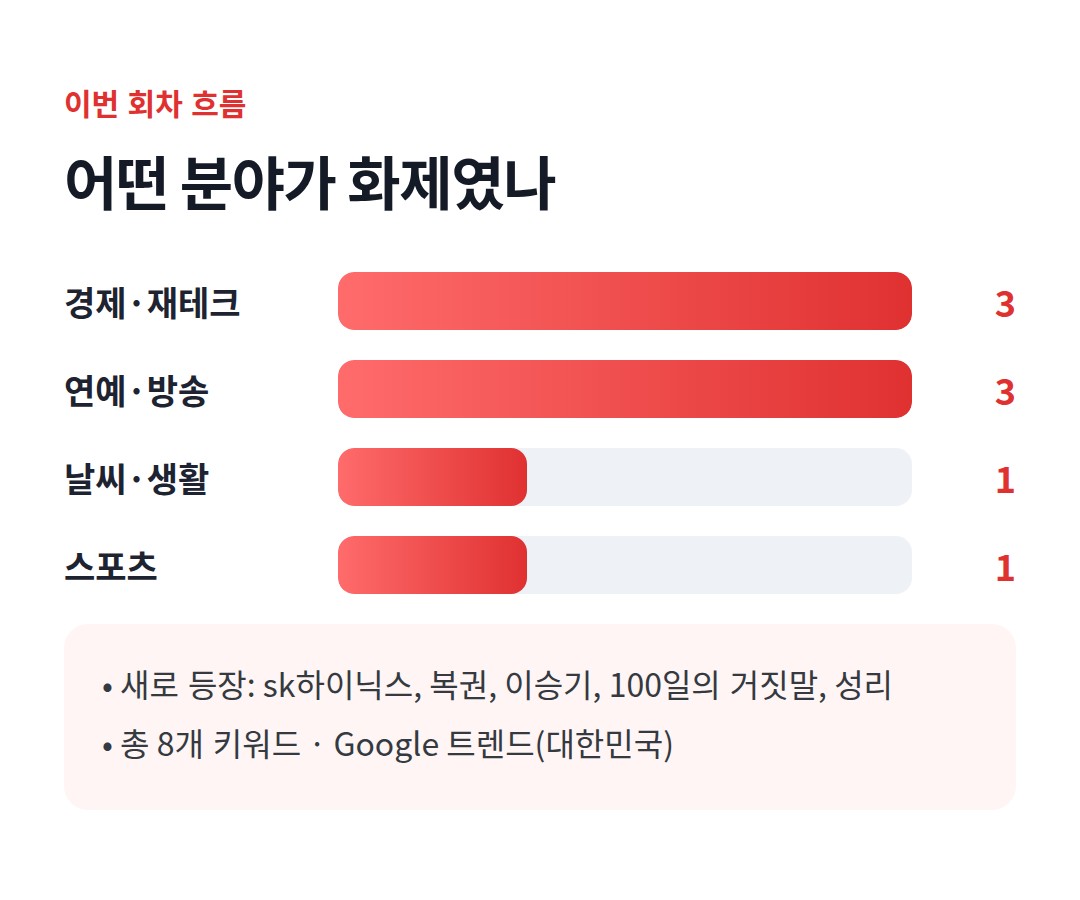 이번 회차 흐름
어떤 분야가 화제였나
경제·재테크 3
연예·방송 3
날씨·생활 1
스포츠 1
• 새로 등장: sk하이닉스, 복권, 이승기, 100일의 거짓말, 성리
• 총 8개 키워드 · Google 트렌드(대한민국)